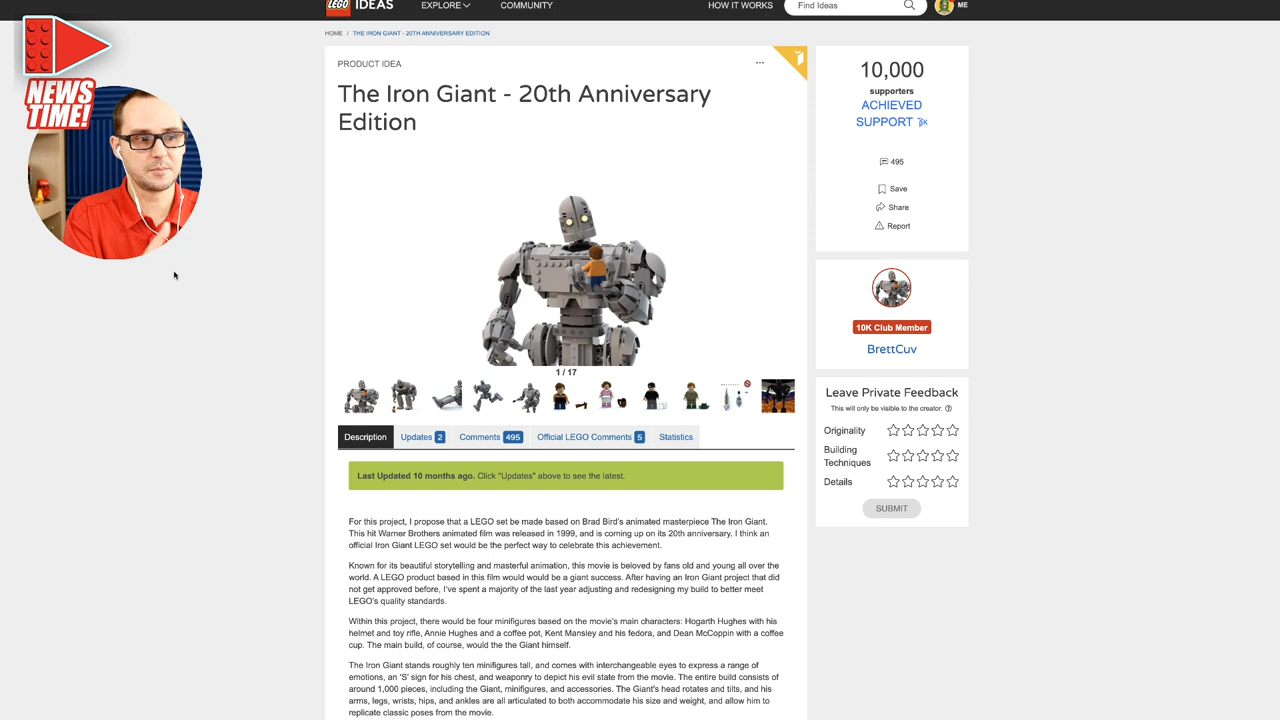 LEGO IDEAS EXPLORE COMMUNITY HOW IT WORKS Find Ideas ME
NEWS
TIME!
HOME / THE IRON GIANT - 20TH ANNIVERSARY EDITION
PRODUCT IDEA
...
The Iron Giant - 20th Anniversary
Edition
1 / 17
Description Updates 2 Comments 495 Official LEGO Comments 5 Statistics
Last Updated 10 months ago. Click "Updates" above to see the latest.
For this project, I propose that a LEGO set be made based on Brad Bird's animated masterpiece The Iron Giant.
This hit Warner Brothers animated film was released in 1999, and is coming up on its 20th anniversary. I think an
official Iron Giant LEGO set would be the perfect way to celebrate this achievement.
Known for its beautiful storytelling and masterful animation, this movie is beloved by fans old and young all over the
world. A LEGO product based in this film would would be a giant success. After having an Iron Giant project that did
not get approved before, I've spent a majority of the last year adjusting and redesigning my build to better meet
LEGO's quality standards.
Within this project, there would be four minifigures based on the movie's main characters: Hogarth Hughes with his
helmet and toy rifle, Annie Hughes and a coffee pot, Kent Mansley and his fedora, and Dean McCoppin with a coffee
cup. The main build, of course, would the the Giant himself.
The Iron Giant stands roughly ten minifigures tall, and comes with interchangeable eyes to express a range of
emotions, an 'S' sign for his chest, and weaponry to depict his evil state from the movie. The entire build consists of
around 1,000 pieces, including the Giant, minifigures, and accessories. The Giant's head rotates and tilts, and his
arms, legs, wrists, hips, and ankles are all articulated to both accommodate his size and weight, and allow him to
replicate classic poses from the movie.
10,000
supporters
ACHIEVED
SUPPORT 10K
495
Save
Share
Report
10K Club Member
BrettCuv
Leave Private Feedback
This will only be visible to the creator. ?
Originality
Building
Techniques
Details
SUBMIT